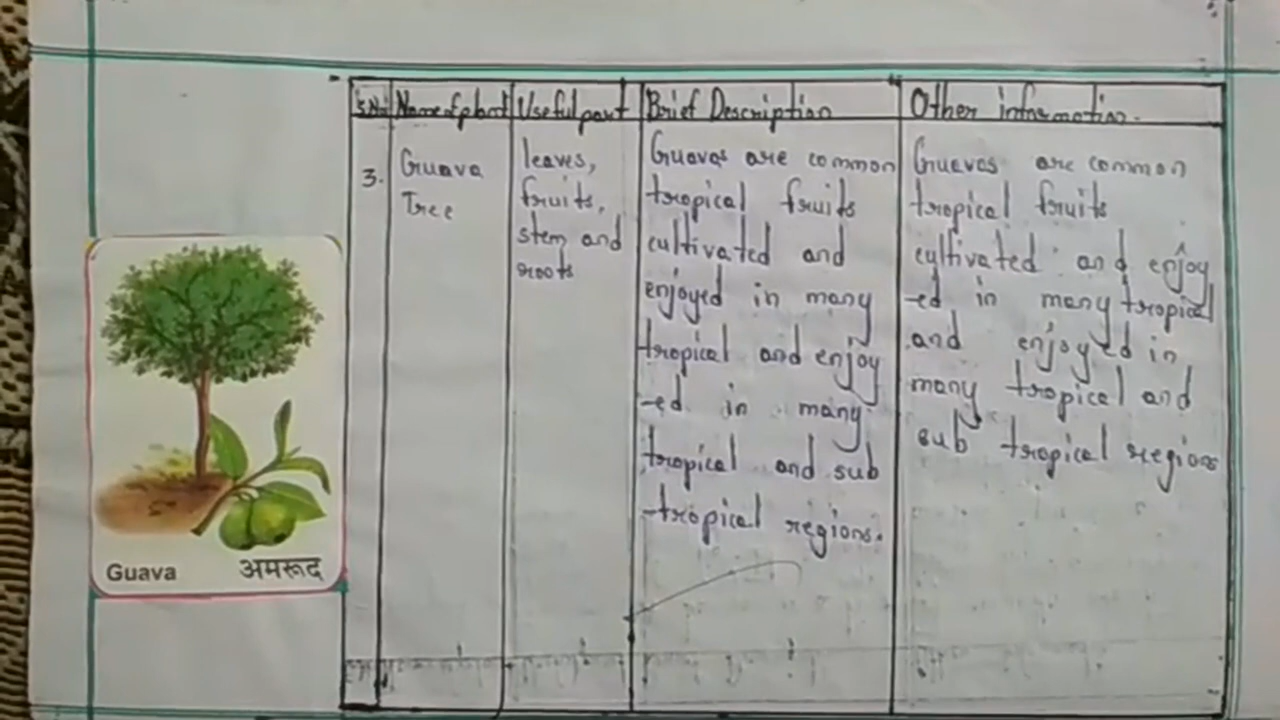 S.No Name of plant Useful part Brief Description Other information.
3.
Guava
Tree
leaves,
fruits,
stem and
roots
Guavas are common
tropical fruits
cultivated and
enjoyed in many
tropical and enjoy
-ed in many
tropical and sub
-tropical regions.
Guavas are common
tropical fruits
cultivated and enjoy
-ed in many tropical
and enjoyed in
many tropical and
sub tropical regions
Guava अमरूद